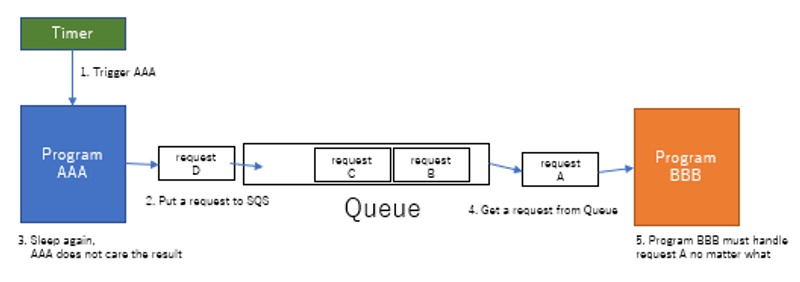 Timer
1. Trigger AAA
Program
AAA
request
D
request
C
request
B
request
A
Program
BBB
2. Put a request to SQS
Queue
4. Get a request from Queue
3. Sleep again,
AAA does not care the result
5. Program BBB must handle
request A no matter what